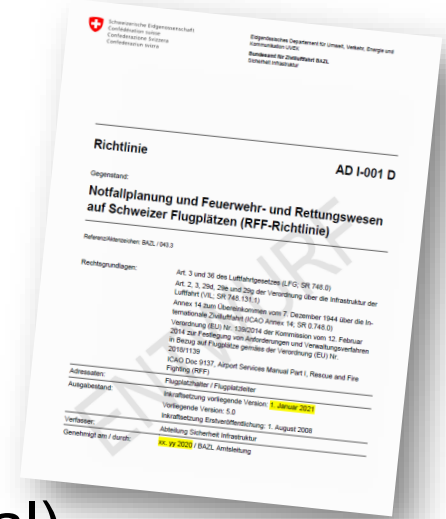 Schweizerische Eidgenossenschaft
Confédération suisse
Confederazione Svizzera
Confederaziun svizra
Eidgenössisches Departement für Umwelt, Verkehr, Energie und
Kommunikation UVEK
Bundesamt für Zivilluftfahrt BAZL
Sicherheit Infrastruktur
Richtlinie
AD I-001 D
Gegenstand:
Notfallplanung und Feuerwehr- und Rettungswesen
auf Schweizer Flugplätzen (RFF-Richtlinie)
Referenz/Aktenzeichen: BAZL / 043.3
Rechtsgrundlagen:
Art. 3 und 36 des Luftfahrtgesetzes (LFG; SR 748.0)
Art. 2, 3, 29d, 29e und 29g der Verordnung über die Infrastruktur der
Luftfahrt (VIL; SR 748.131.1)
Annex 14 zum Übereinkommen vom 7. Dezember 1944 über die in-
ternationale Zivilluftfahrt (ICAO Annex 14; SR 0.748.0)
Verordnung (EU) Nr. 139/2014 der Kommission vom 12. Februar
2014 zur Festlegung von Anforderungen und Verwaltungsverfahren
in Bezug auf Flugplätze gemäss der Verordnung (EU) Nr.
2018/1139
ICAO Doc 9137, Airport Services Manual Part I, Rescue and Fire
Fighting (RFF)
Adressaten:
Flugplatzhalter / Flugplatzleiter
Ausgabestand:
Inkraftsetzung vorliegende Version: 1. Januar 2021
Vorliegende Version: 5.0
Inkraftsetzung Erstveröffentlichung: 1. August 2008
Verfasser:
Abteilung Sicherheit Infrastruktur
Genehmigt am / durch:
xx. yy 2020 / BAZL Amtsleitung
ENTWURF
al)